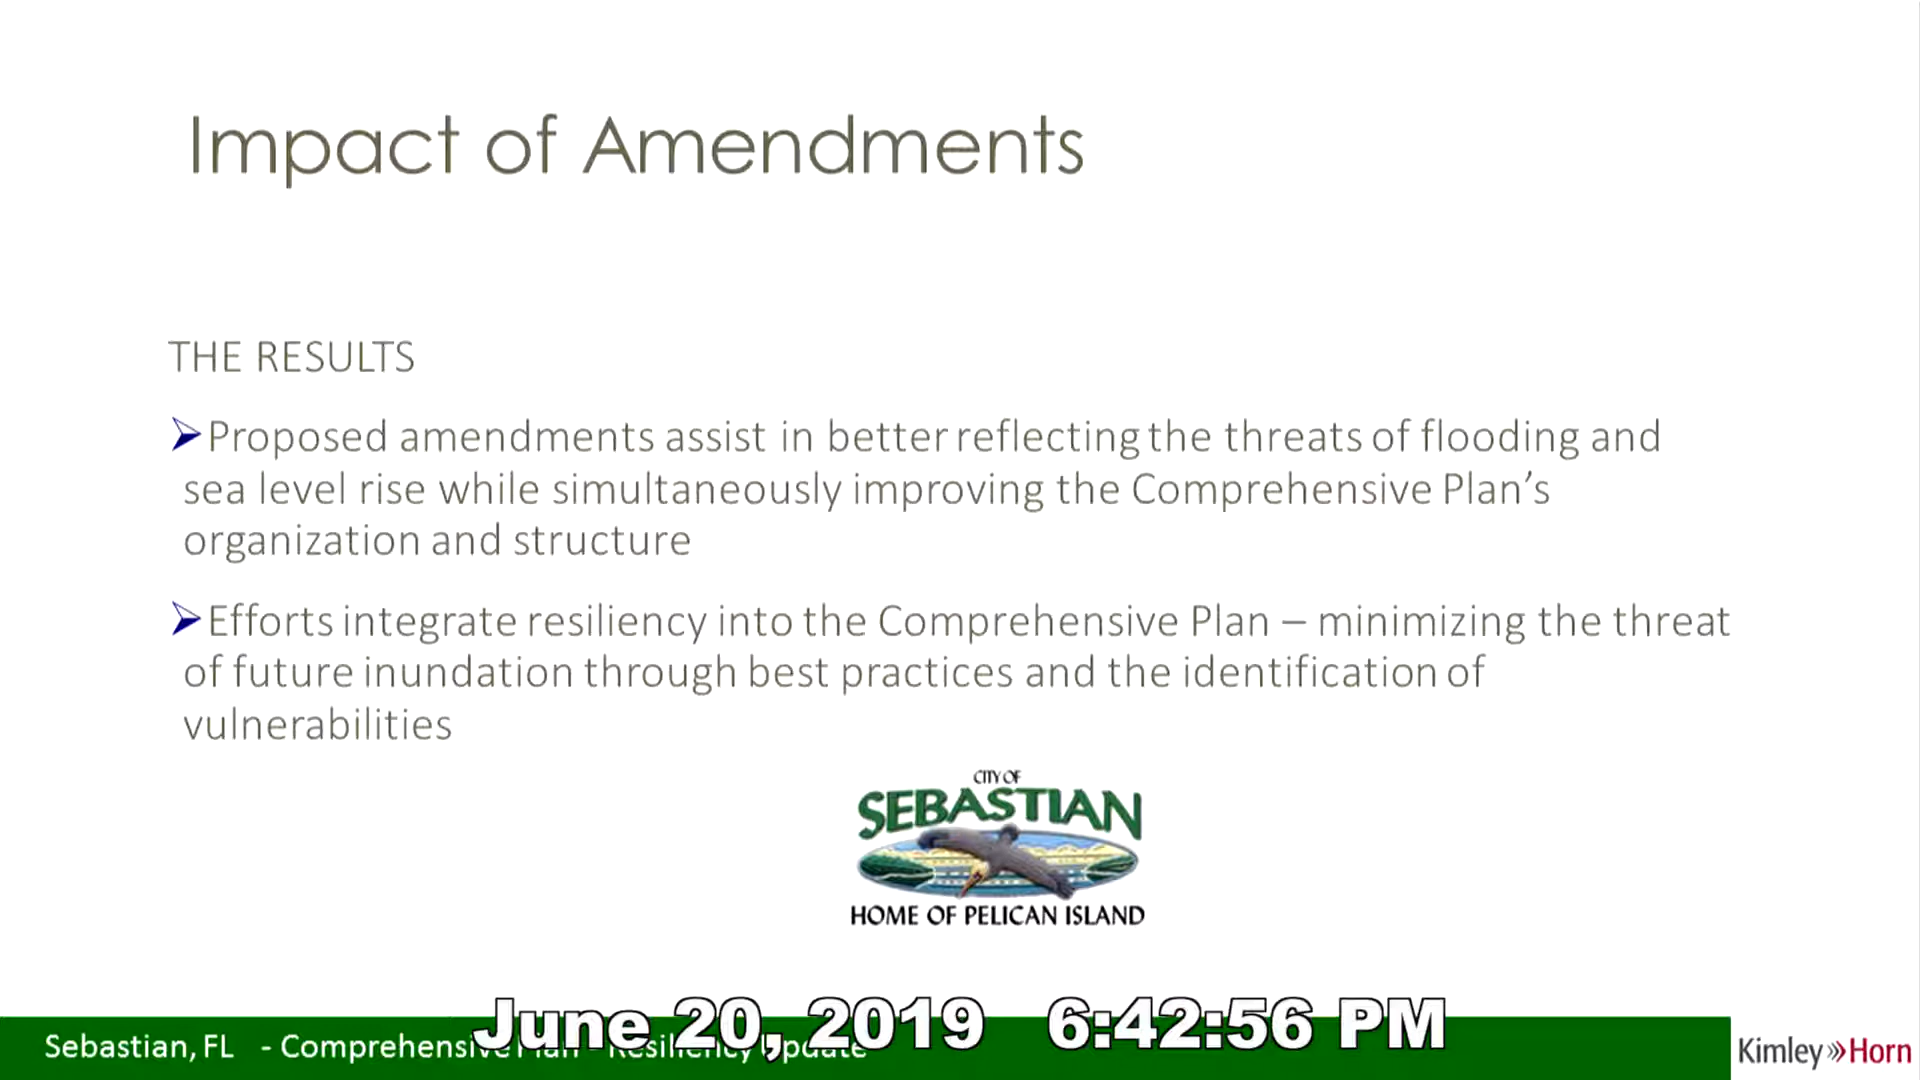 Impact of Amendments
THE RESULTS
Proposed amendments assist in better reflecting the threats of flooding and
sea level rise while simultaneously improving the Comprehensive Plan’s
organization and structure
Efforts integrate resiliency into the Comprehensive Plan – minimizing the threat
of future inundation through best practices and the identification of
vulnerabilities
CITY OF
SEBASTIAN
HOME OF PELICAN ISLAND
June 20, 2019 6:42:56 PM
Sebastian, FL - Comprehensive Plan - Resiliency Update
Kimley»Horn